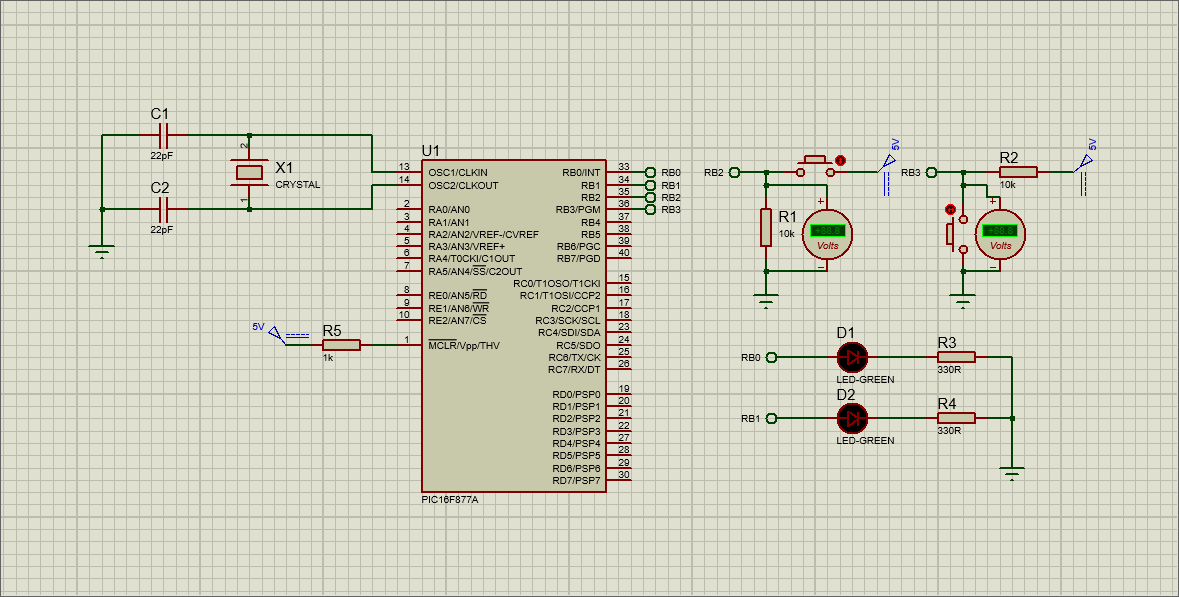 C1
22pF
C2
22pF
2
X1
CRYSTAL
1
U1
13 OSC1/CLKIN
14 OSC2/CLKOUT
2 RA0/AN0
3 RA1/AN1
4 RA2/AN2/VREF-/CVREF
5 RA3/AN3/VREF+
6 RA4/T0CKI/C1OUT
7 RA5/AN4/SS/C2OUT
8 RE0/AN5/RD
9 RE1/AN6/WR
10 RE2/AN7/CS
1 MCLR/Vpp/THV
RB0/INT 33 RB0
RB1 34 RB1
RB2 35 RB2
RB3/PGM 36 RB3
RB4 37
RB5 38
RB6/PGC 39
RB7/PGD 40
RC0/T1OSO/T1CKI 15
RC1/T1OSI/CCP2 16
RC2/CCP1 17
RC3/SCK/SCL 18
RC4/SDI/SDA 23
RC5/SDO 24
RC6/TX/CK 25
RC7/RX/DT 26
RD0/PSP0 19
RD1/PSP1 20
RD2/PSP2 21
RD3/PSP3 22
RD4/PSP4 27
RD5/PSP5 28
RD6/PSP6 29
RD7/PSP7 30
PIC16F877A
5V
R5
1k
RB2
5V
R1
10k
+
+88.8
Volts
RB3
R2
10k
5V
+
+88.8
Volts
RB0
D1
LED-GREEN
R3
330R
RB1
D2
LED-GREEN
R4
330R